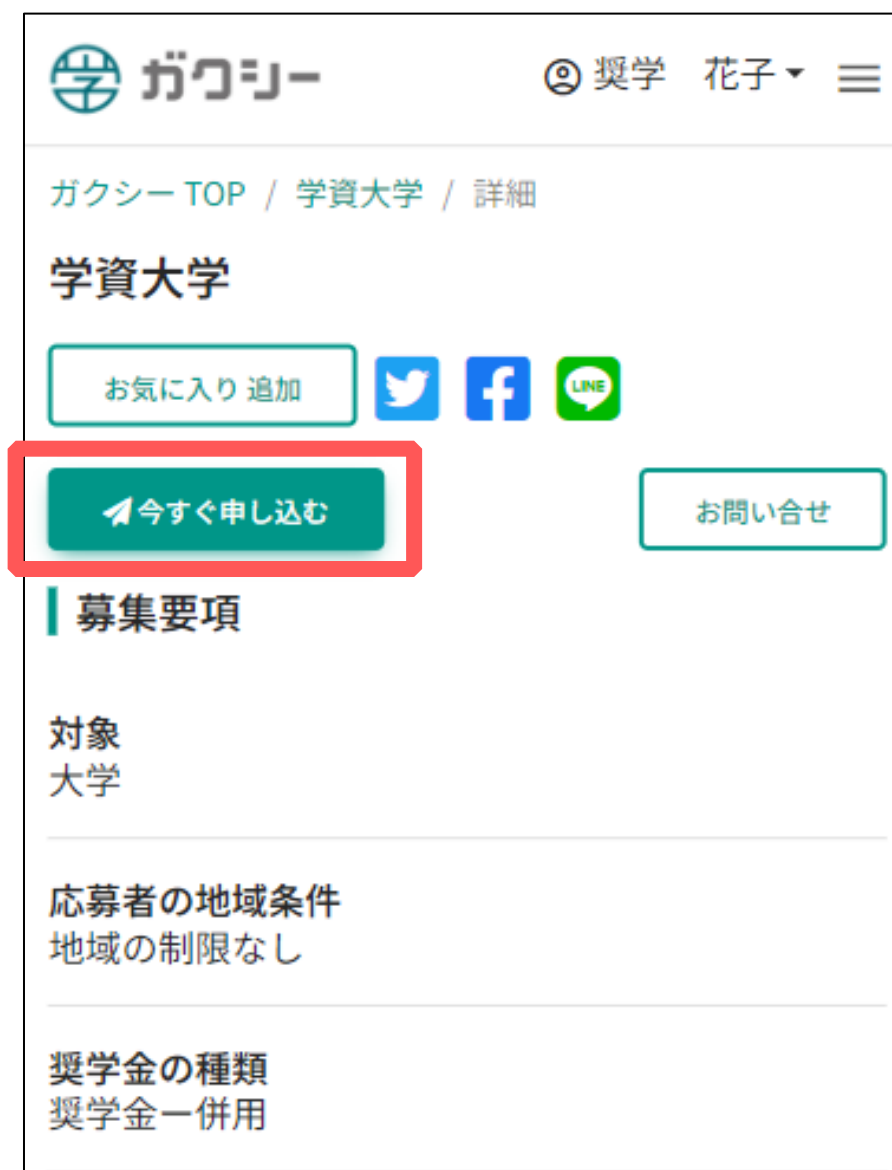 学 ガクシー
奨学 花子
ガクシー TOP / 学資大学 / 詳細
学資大学
お気に入り 追加
LINE
今すぐ申し込む
お問い合せ
募集要項
対象
大学
応募者の地域条件
地域の制限なし
奨学金の種類
奨学金ー併用